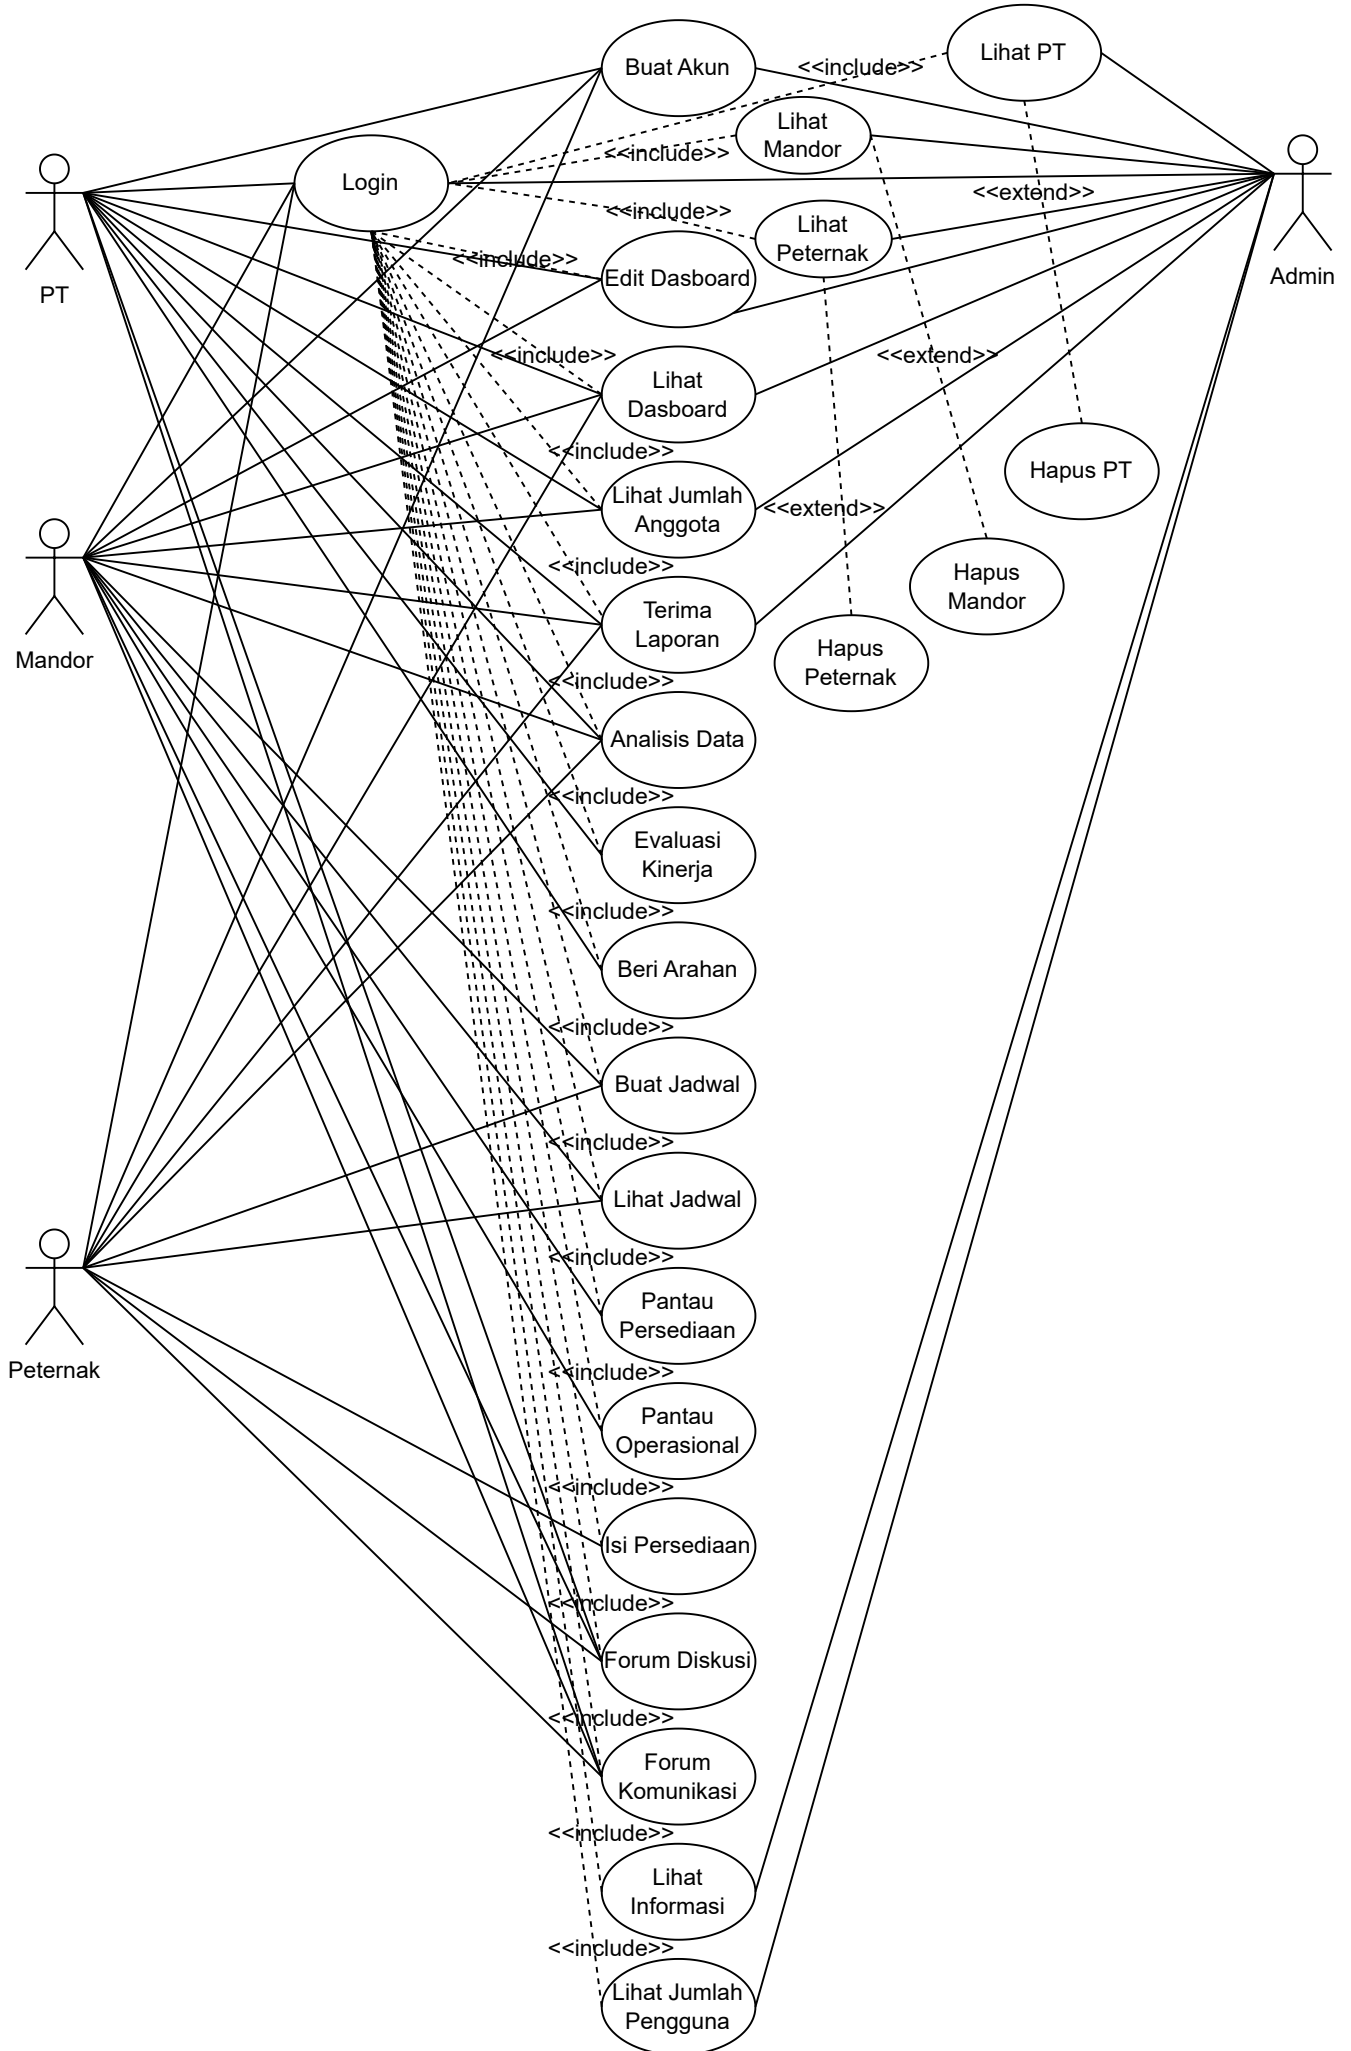 Lihat PT
Buat Akun
<<include>>
Lihat
Mandor
<<include>>
Login
<<extend>>
<<include>>
Lihat
Peternak
<<include>>
Edit Dasboard
PT
Admin
<<include>>
<<extend>>
Lihat
Dasboard
<<include>>
Hapus PT
Lihat Jumlah
Anggota
<<extend>>
<<include>>
Hapus
Mandor
Terima
Laporan
Mandor
Hapus
Peternak
<<include>>
Analisis Data
<<include>>
Evaluasi
Kinerja
<<include>>
Beri Arahan
<<include>>
Buat Jadwal
<<include>>
Lihat Jadwal
<<include>>
Pantau
Persediaan
Peternak
<<include>>
Pantau
Operasional
<<include>>
Isi Persediaan
<<include>>
Forum Diskusi
<<include>>
Forum
Komunikasi
<<include>>
Lihat
Informasi
<<include>>
Lihat Jumlah
Pengguna